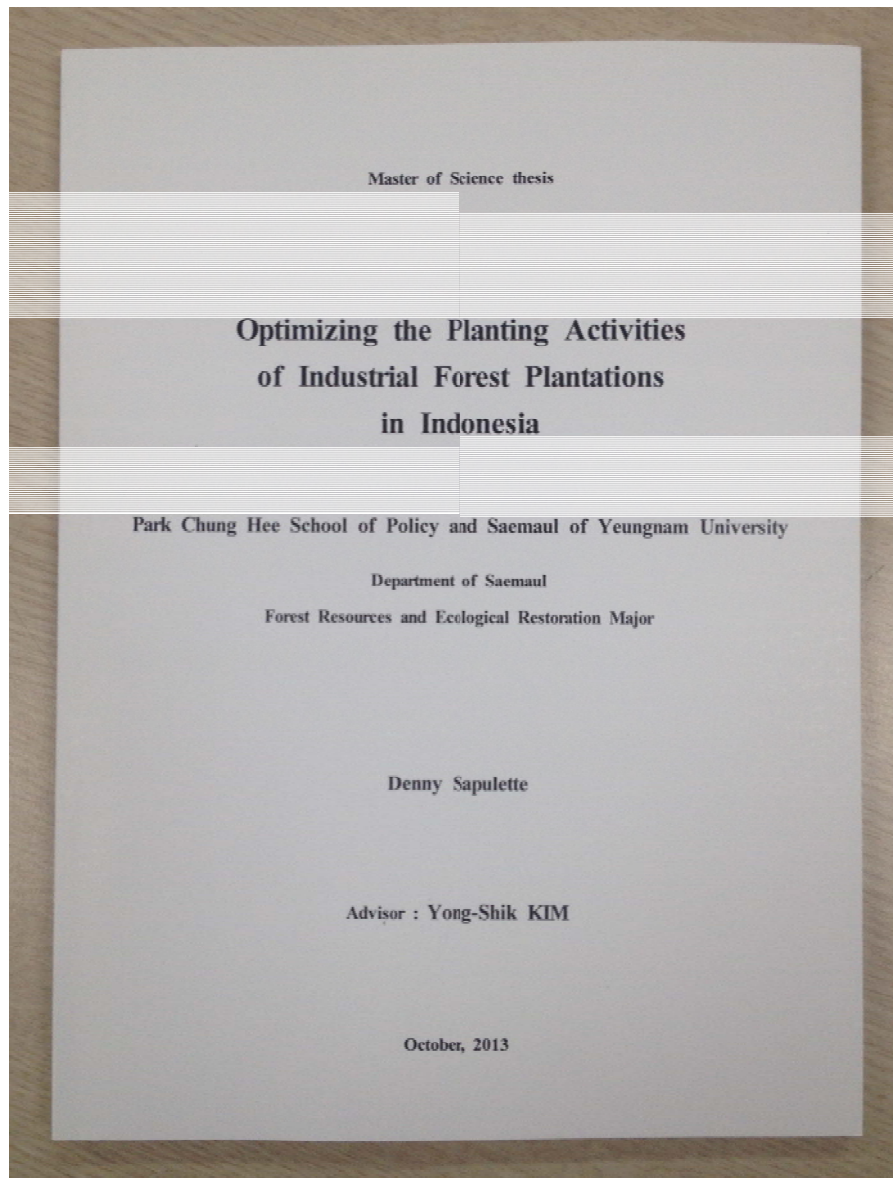 Master of Science thesis
Optimizing the Planting Activities
of Industrial Forest Plantations
in Indonesia
Park Chung Hee School of Policy and Saemaul of Yeungnam University
Department of Saemaul
Forest Resources and Ecological Restoration Major
Denny Sapulette
Advisor : Yong-Shik KIM
October, 2013